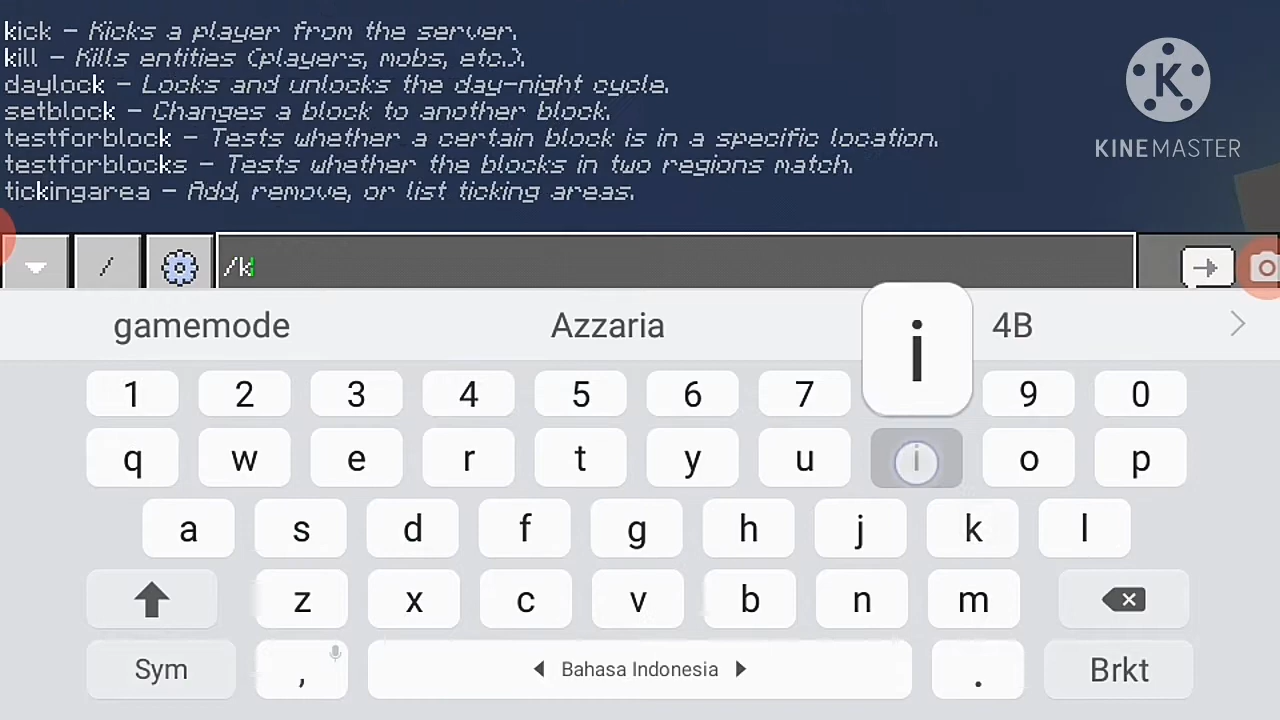 kick - Kicks a player from the server.
kill - Kills entities (players, mobs, etc.).
daylock - Locks and unlocks the day-night cycle.
setblock - Changes a block to another block.
testforblock - Tests whether a certain block is in a specific location.
testforblocks - Tests whether the blocks in two regions match.
tickingarea - Add, remove, or list ticking areas.
K
KINEMASTER
/ /k
gamemode Azzaria 4B
i
1 2 3 4 5 6 7 9 0
q w e r t y u i o p
a s d f g h j k l
z x c v b n m
Sym , Bahasa Indonesia . Brkt